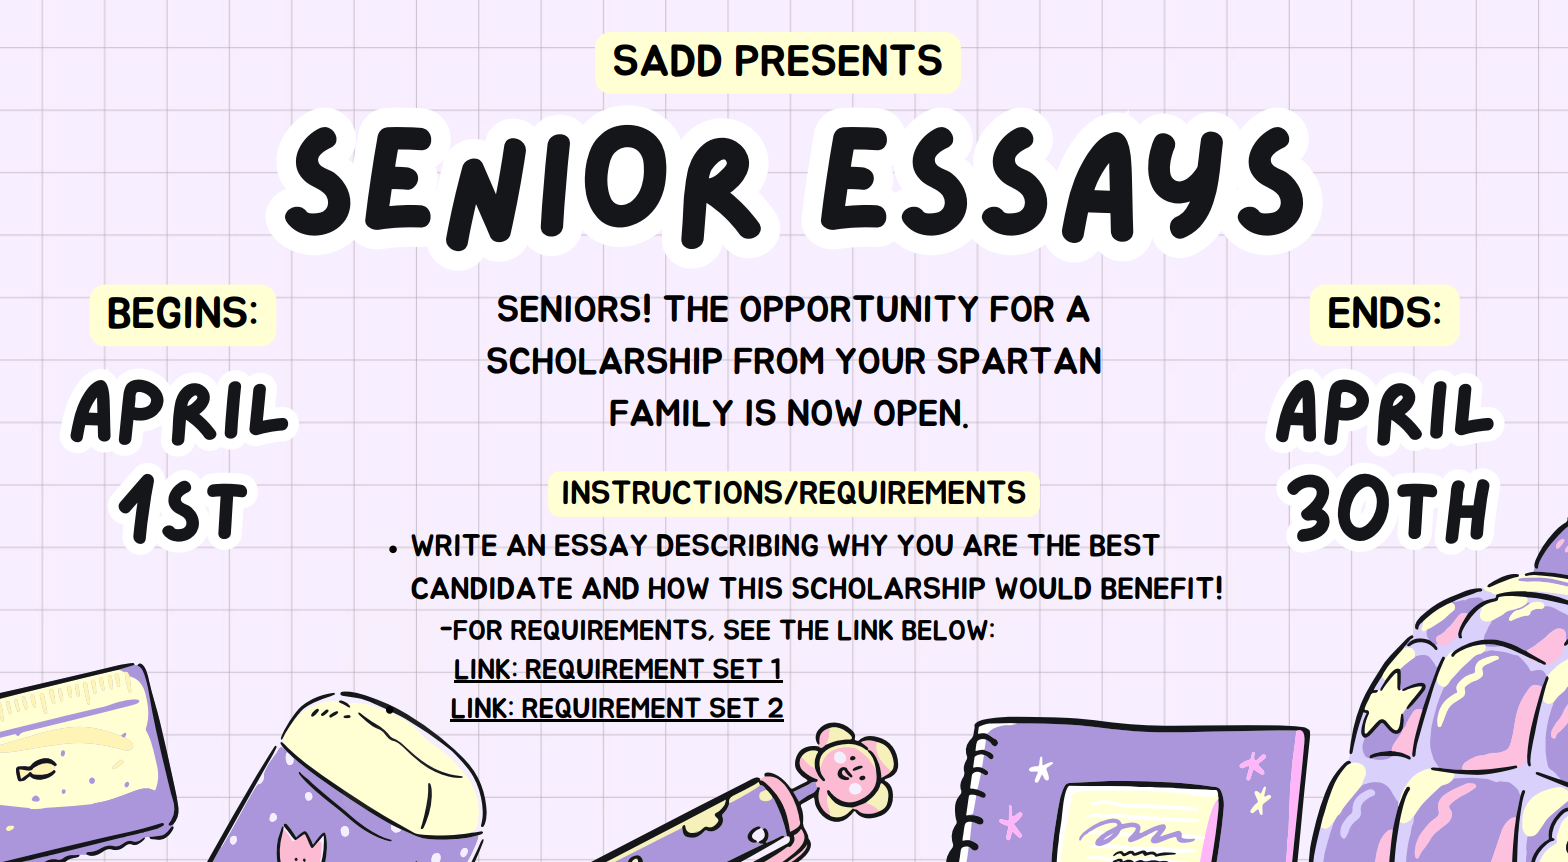 SADD PRESENTS
SENIOR ESSAYS
BEGINS:
APRIL
1ST
SENIORS! THE OPPORTUNITY FOR A
SCHOLARSHIP FROM YOUR SPARTAN
FAMILY IS NOW OPEN.
ENDS:
APRIL
30TH
INSTRUCTIONS/REQUIREMENTS
• WRITE AN ESSAY DESCRIBING WHY YOU ARE THE BEST
CANDIDATE AND HOW THIS SCHOLARSHIP WOULD BENEFIT!
-FOR REQUIREMENTS, SEE THE LINK BELOW:
LINK: REQUIREMENT SET 1
LINK: REQUIREMENT SET 2